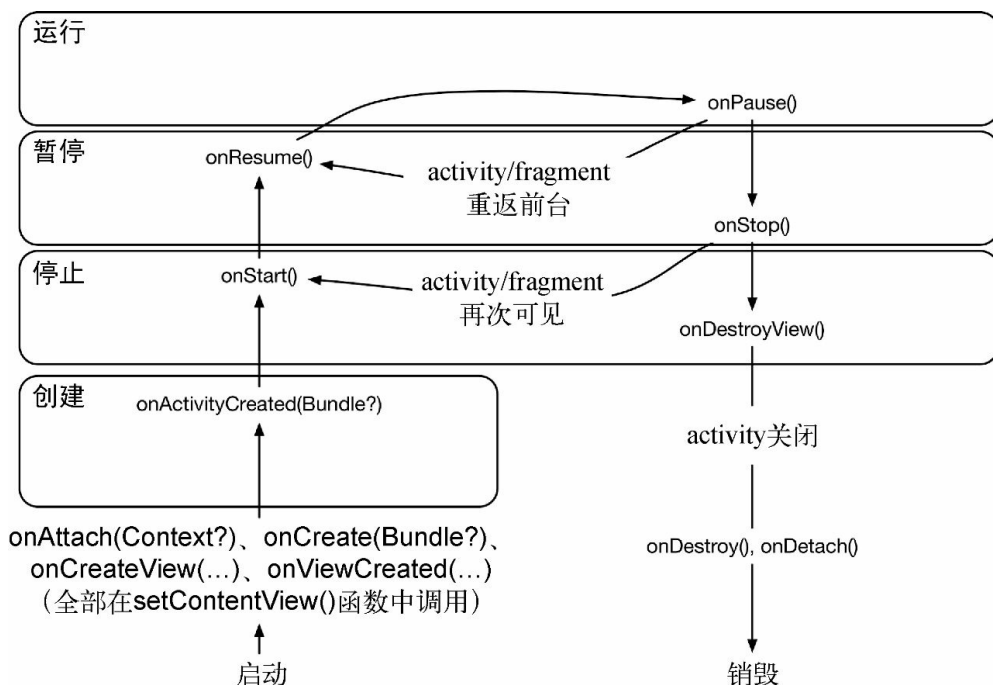 运行
onPause()
暂停
onResume()
activity/fragment
重返前台
onStop()
停止
onStart()
activity/fragment
再次可见
onDestroyView()
创建
onActivityCreated(Bundle?)
activity关闭
onAttach(Context?)、onCreate(Bundle?)、
onCreateView(…)、onViewCreated(…)
（全部在setContentView()函数中调用）
onDestroy(), onDetach()
启动
销毁